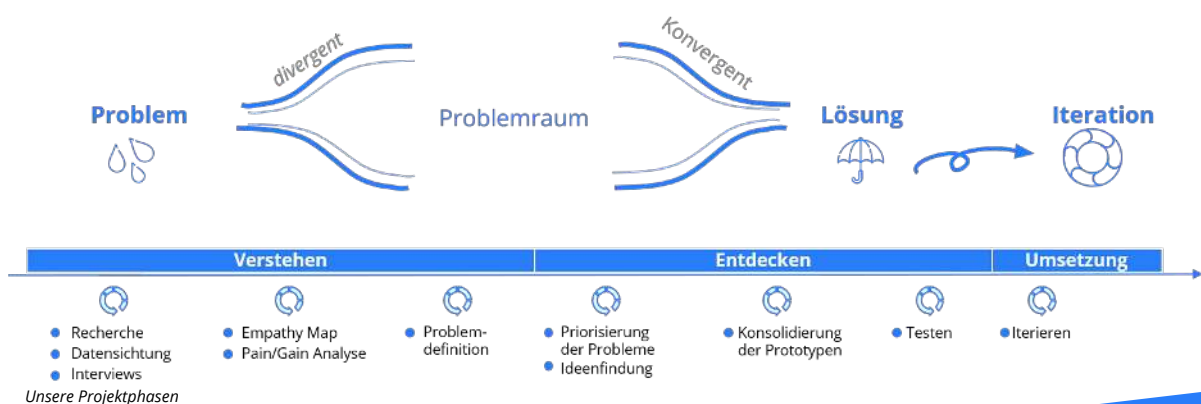 divergent
Konvergent
Problem
Problemraum
Lösung
Iteration
Verstehen
Entdecken
Umsetzung
Recherche
Datensichtung
Interviews
Empathy Map
Pain/Gain Analyse
Problem-
definition
Priorisierung
der Probleme
Ideenfindung
Konsolidierung
der Prototypen
Testen
Iterieren
Unsere Projektphasen